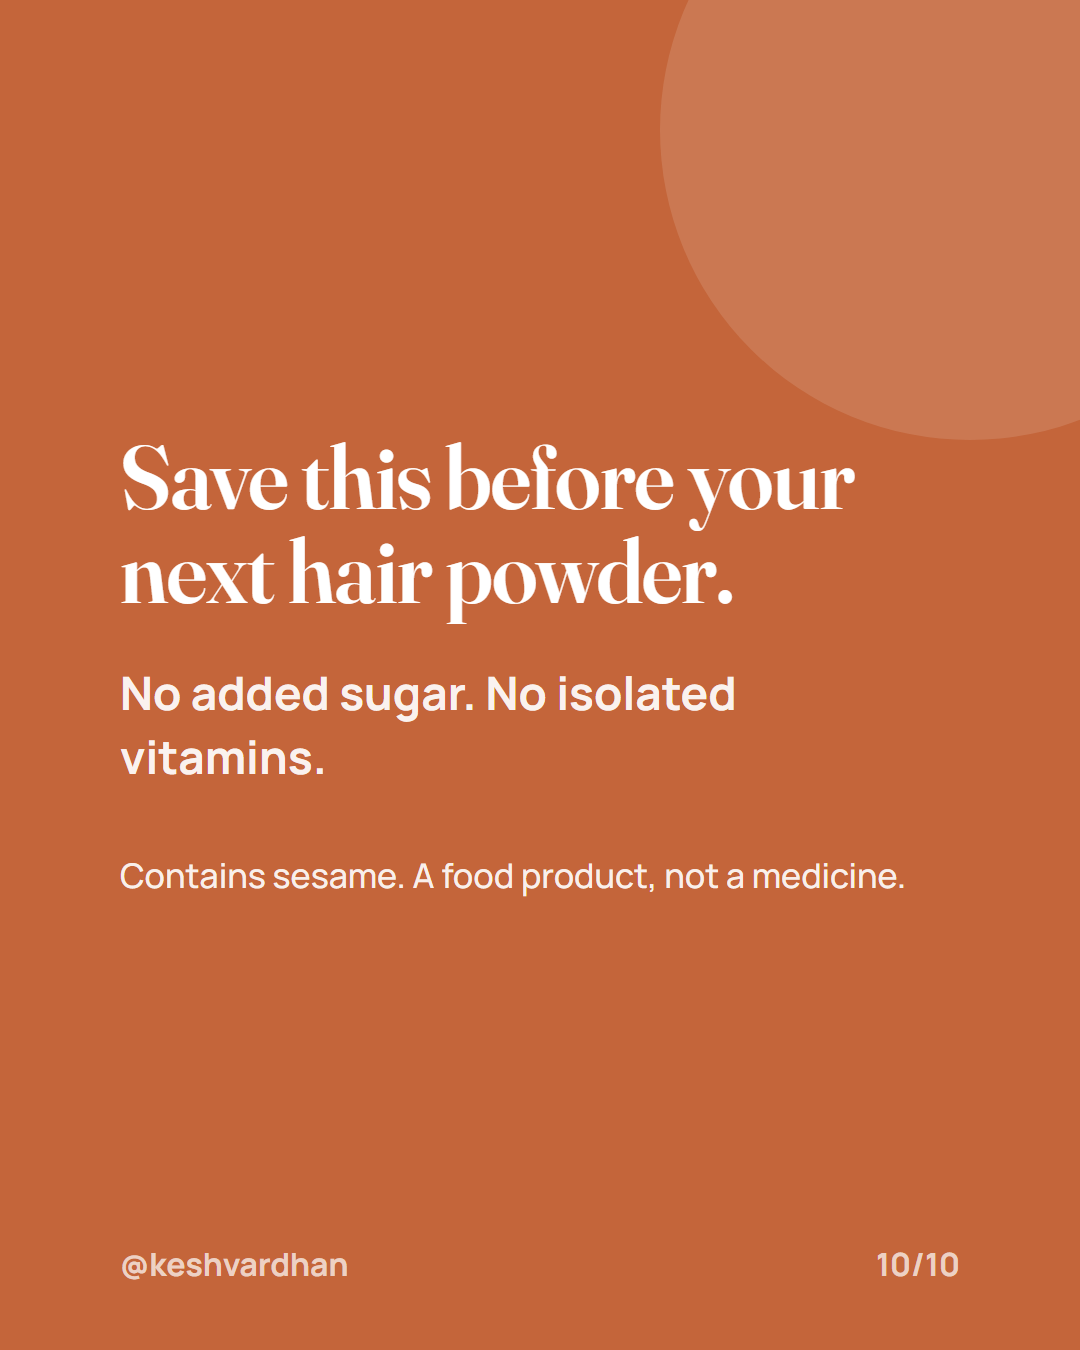 Save this before your
next hair powder.
No added sugar. No isolated
vitamins.
Contains sesame. A food product, not a medicine.
@keshvardhan
10/10